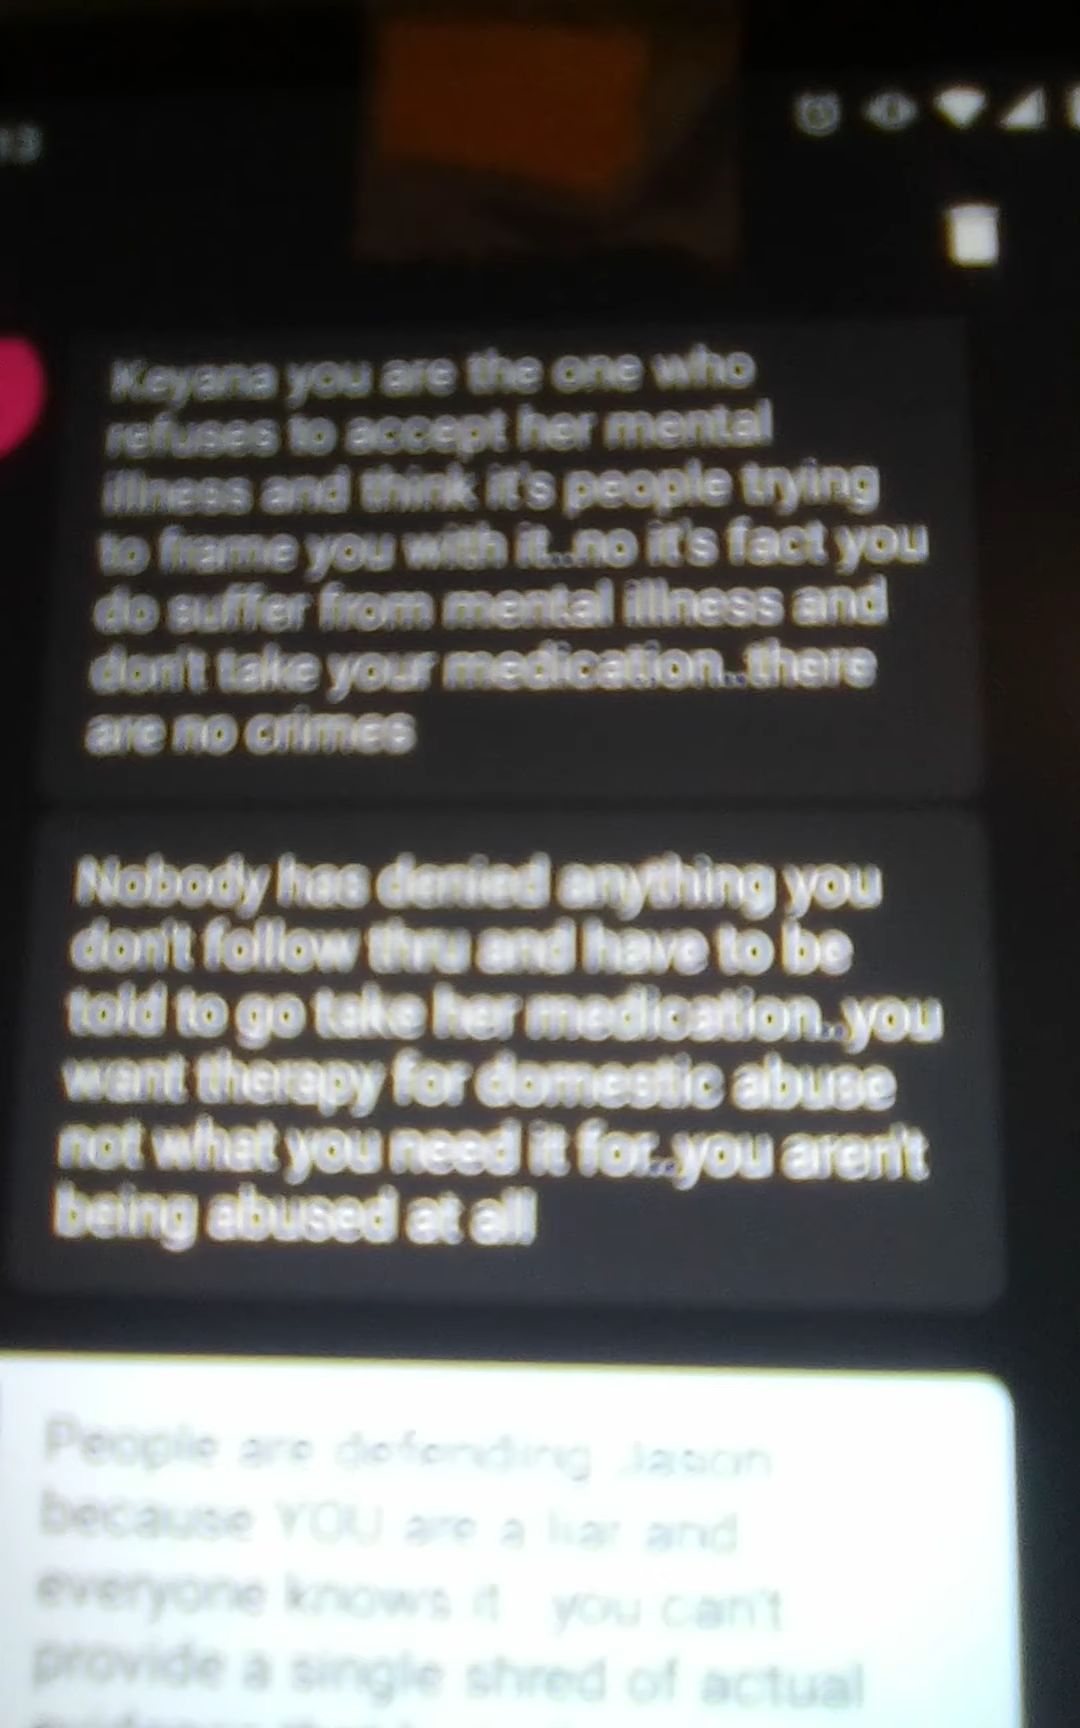 13
Keyana you are the one who
refuses to accept her mental
illness and think it's people trying
to frame you with it...no it's fact you
do suffer from mental illness and
don't take your medication...there
are no crimes
Nobody has denied anything you
don't follow thru and have to be
told to go take her medication...you
want therapy for domestic abuse
not what you need it for...you aren't
being abused at all
People are defending Jason
because YOU are a liar and
everyone knows it you can't
provide a single shred of actual